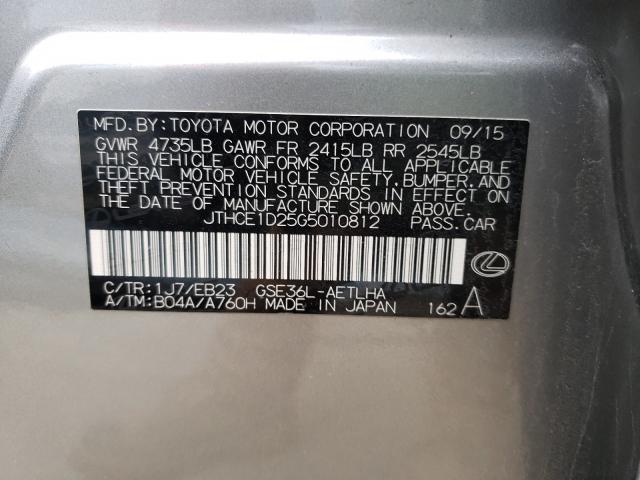 MFD. BY: TOYOTA MOTOR CORPORATION 09/15
GVWR 4735LB GAWR FR 2415LB RR 2545LB
THIS VEHICLE CONFORMS TO ALL APPLICABLE
FEDERAL MOTOR VEHICLE SAFETY, BUMPER, AND
THEFT PREVENTION STANDARDS IN EFFECT ON
THE DATE OF MANUFACTURE SHOWN ABOVE.
JTHCE1D25G5010812 PASS. CAR
C/TR: 1J7/EB23 GSE36L-AETLHA
A/TM: B04A/A760H MADE IN JAPAN 162 A